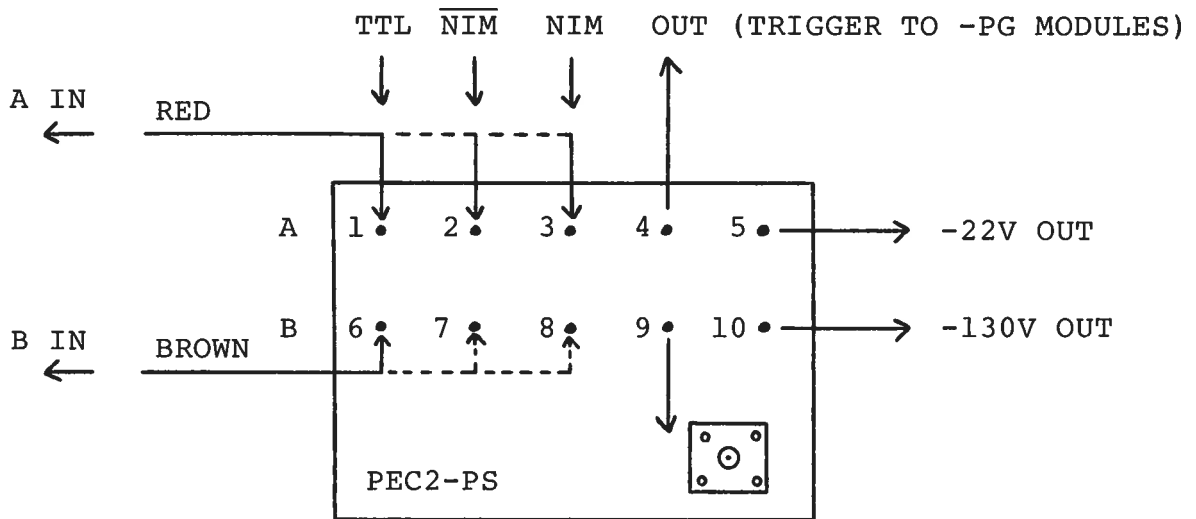 TTL N̅I̅M̅ NIM OUT (TRIGGER TO -PG MODULES)
A IN
RED
A 1 2 3 4 5 -22V OUT
B 6 7 8 9 10 -130V OUT
B IN
BROWN
PEC2-PS